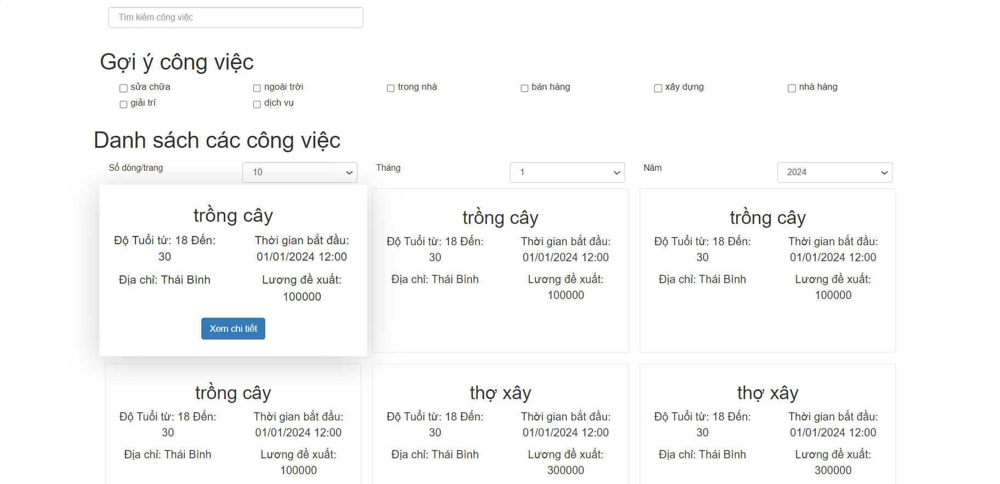 Tìm kiếm công việc
Gợi ý công việc
sửa chữa
ngoài trời
trong nhà
bán hàng
xây dựng
nhà hàng
giải trí
dịch vụ
Danh sách các công việc
Số dòng/trang
10
Tháng
1
Năm
2024
trồng cây
Độ Tuổi từ: 18 Đến:
30
Thời gian bắt đầu:
01/01/2024 12:00
Địa chỉ: Thái Bình
Lương đề xuất:
100000
Xem chi tiết
trồng cây
Độ Tuổi từ: 18 Đến:
30
Thời gian bắt đầu:
01/01/2024 12:00
Địa chỉ: Thái Bình
Lương đề xuất:
100000
trồng cây
Độ Tuổi từ: 18 Đến:
30
Thời gian bắt đầu:
01/01/2024 12:00
Địa chỉ: Thái Bình
Lương đề xuất:
100000
trồng cây
Độ Tuổi từ: 18 Đến:
30
Thời gian bắt đầu:
01/01/2024 12:00
Địa chỉ: Thái Bình
Lương đề xuất:
100000
thợ xây
Độ Tuổi từ: 18 Đến:
30
Thời gian bắt đầu:
01/01/2024 12:00
Địa chỉ: Thái Bình
Lương đề xuất:
300000
thợ xây
Độ Tuổi từ: 18 Đến:
30
Thời gian bắt đầu:
01/01/2024 12:00
Địa chỉ: Thái Bình
Lương đề xuất:
300000